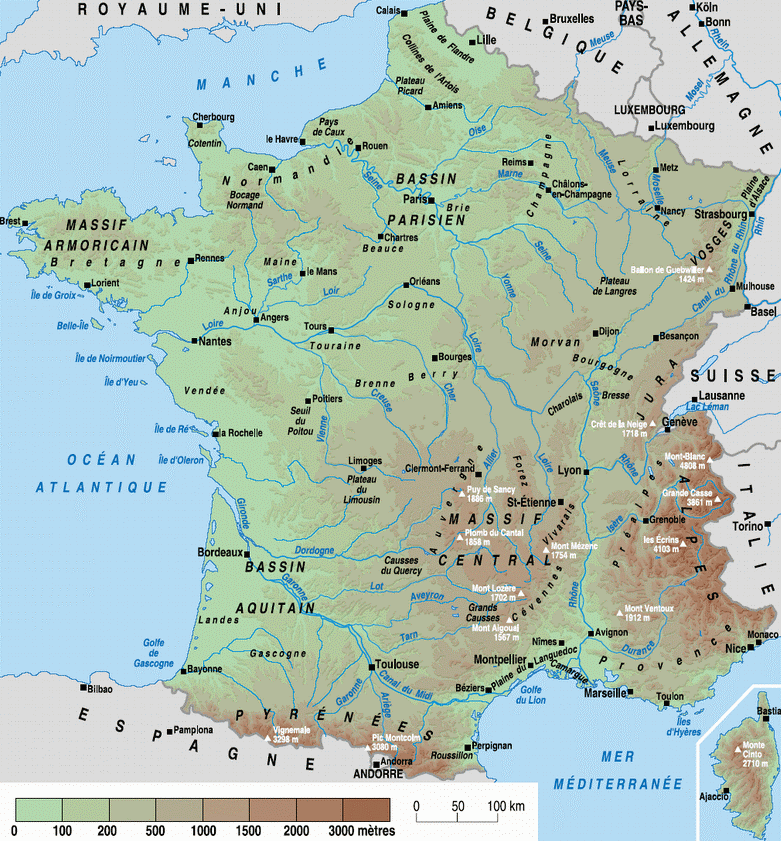 ROYAUME-UNI
Calais
Plaine de Flandre
Lille
BELGIQUE
Bruxelles
PAYS-
BAS
ALLEMAGNE
Köln
Bonn
Rhein
Meuse
Mosel
MANCHE
Collines de l'Artois
Plateau
Picard
Amiens
LUXEMBOURG
Luxembourg
Cherbourg
Cotentin
le Havre
Pays
de Caux
Rouen
Oise
Caen
Normandie
Seine
BASSIN
PARISIEN
Reims
Marne
Champagne
Châlons-
en-Champagne
Meuse
Lorraine
Metz
Moselle
Nancy
Plaine
d'Alsace
Strasbourg
Bocage
Normand
Paris
Brie
Brest
MASSIF
ARMORICAIN
Bretagne
Chartres
Beauce
Seine
VOSGES
Rhin
Ballon de Guebwiller
1424 m
Rennes
Maine
le Mans
Sarthe
Lorient
Île de Groix
Loir
Orléans
Sologne
Yonne
Plateau
de Langres
Canal du Rhône au Rhin
Mulhouse
Basel
Belle-Île
Anjou
Angers
Loire
Tours
Touraine
Loire
Nantes
Morvan
Dijon
Besançon
Île de Noirmoutier
Bourges
Berry
Bourgogne
Île d'Yeu
Vendée
Brenne
Creuse
Cher
Saône
Charolais
Bresse
JURA
SUISSE
Lausanne
Lac Léman
Poitiers
Seuil
du
Poitou
Vienne
Île de Ré
la Rochelle
Crêt de la Neige
1718 m
Genève
OCÉAN
ATLANTIQUE
Île d'Oleron
Limoges
Plateau
du
Limousin
Clermont-Ferrand
Allier
Forez
Loire
Lyon
Rhône
Mont-Blanc
4808 m
ITALIE
Puy de Sancy
1886 m
St-Étienne
Grande Casse
3861 m
Gironde
Auvergne
MASSIF
CENTRAL
Vivarais
Isère
Préalpes
Grenoble
ALPES
Torino
Plomb du Cantal
1858 m
Mont Mézenc
1754 m
les Écrins
4103 m
Bordeaux
Dordogne
BASSIN
AQUITAIN
Garonne
Causses
du Quercy
Lot
Aveyron
Mont Lozère
1702 m
Rhône
Landes
Grands
Causses
Cévennes
Mont Aigoual
1567 m
Mont Ventoux
1912 m
Tarn
Golfe
de
Gascogne
Gascogne
Nîmes
Avignon
Durance
Provence
Monaco
Nice
Bayonne
Toulouse
Canal du Midi
Montpellier
Plaine du Languedoc
Camargue
Bilbao
Garonne
Ariège
Béziers
Golfe
du Lion
Marseille
Toulon
Îles
d'Hyères
ESPAGNE
Pamplona
PYRÉNÉES
Vignemale
3298 m
Pic Montcolm
3080 m
Roussillon
Perpignan
Andorra
ANDORRE
MER
MÉDITERRANÉE
Bastia
Monte
Cinto
2710 m
Ajaccio
0 100 200 500 1000 1500 2000 3000 mètres
0 50 100 km